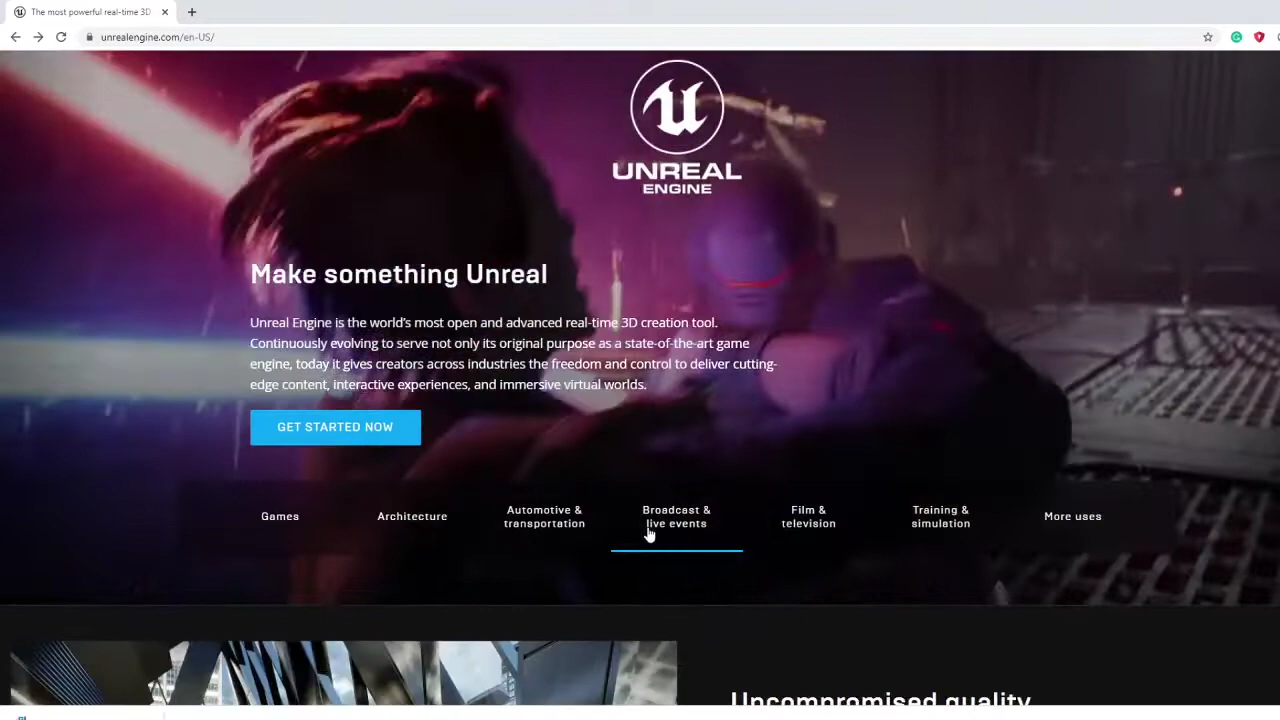 The most powerful real-time 3D
unrealengine.com/en-US/
UNREAL
ENGINE
Make something Unreal
Unreal Engine is the world's most open and advanced real-time 3D creation tool.
Continuously evolving to serve not only its original purpose as a state-of-the-art game
engine, today it gives creators across industries the freedom and control to deliver cutting-
edge content, interactive experiences, and immersive virtual worlds.
GET STARTED NOW
Games
Architecture
Automotive &
transportation
Broadcast &
live events
Film &
television
Training &
simulation
More uses
Uncompromised quality